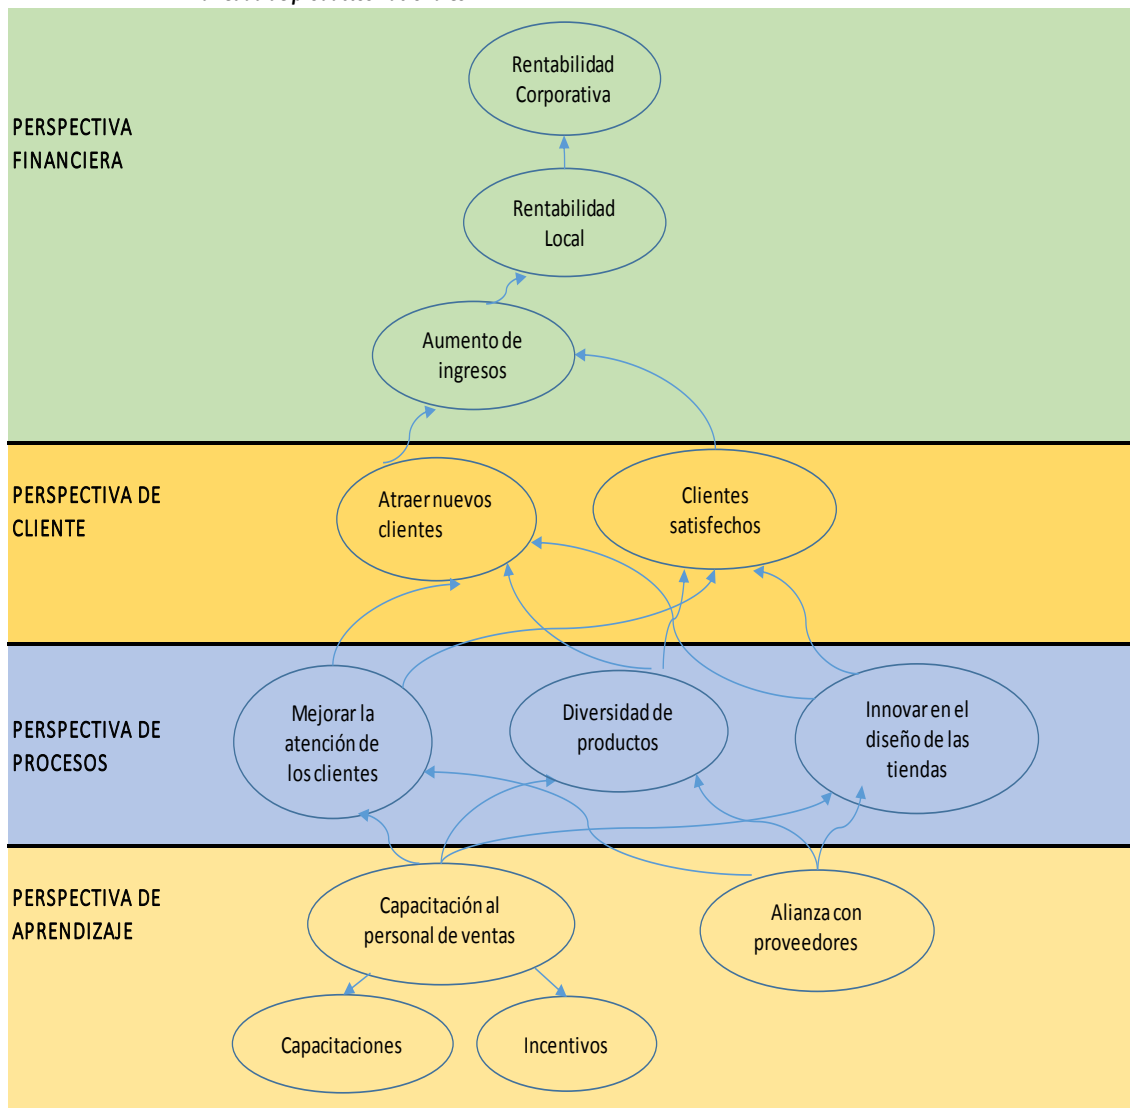 Rentabilidad
Corporativa
PERSPECTIVA
FINANCIERA
Rentabilidad
Local
Aumento de
ingresos
PERSPECTIVA DE
CLIENTE
Atraer nuevos
clientes
Clientes
satisfechos
PERSPECTIVA DE
PROCESOS
Mejorar la
atención de
los clientes
Diversidad de
productos
Innovar en el
diseño de las
tiendas
PERSPECTIVA DE
APRENDIZAJE
Capacitación al
personal de ventas
Alianza con
proveedores
Capacitaciones
Incentivos